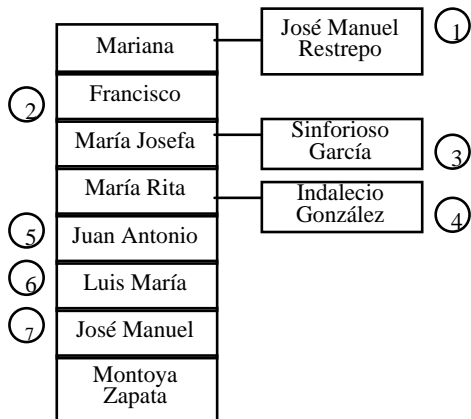 Mariana
José Manuel
Restrepo
1
2
Francisco
María Josefa
Sinforioso
García
3
María Rita
Indalecio
González
4
5
Juan Antonio
6
Luis María
7
José Manuel
Montoya
Zapata